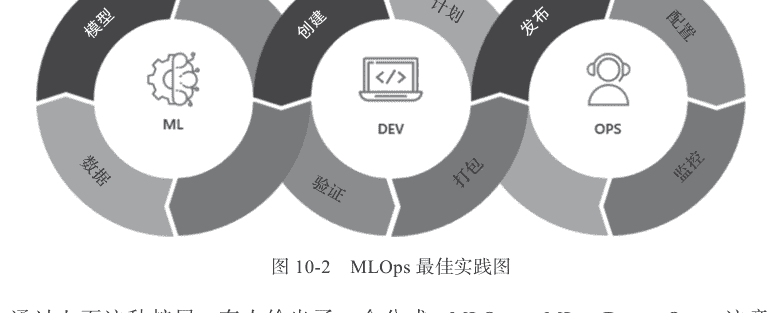 模型
创建
计划
发布
配置
ML
DEV
OPS
数据
验证
打包
监控
图 10-2 MLOps 最佳实践图